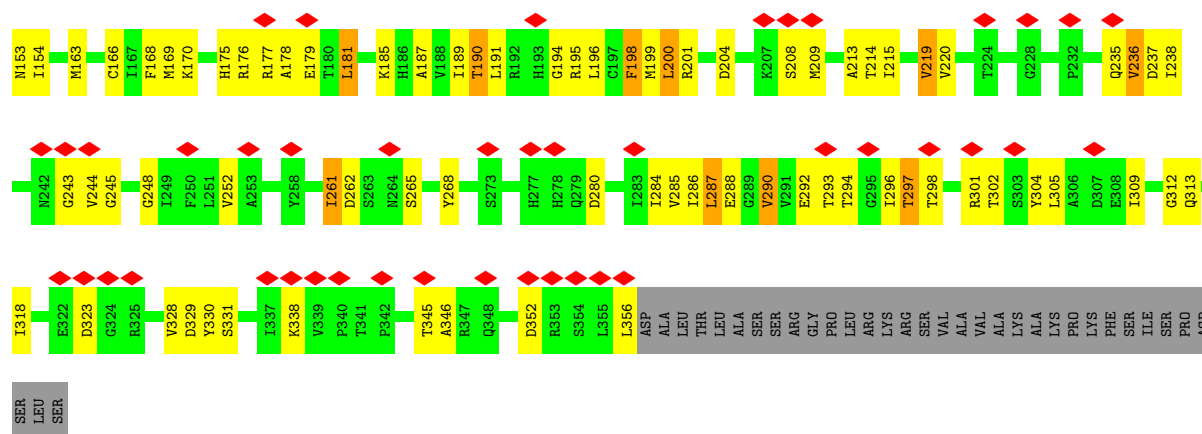 N153 I154 M163 C166 I167 F168 M169 K170 H175 R176 R177 A178 E179 T180 L181 K185 H186 A187 V188 I189 T190 L191 R192 H193 G194 R195 L196 C197 F198 M199 L200 R201 D204 K207 S208 M209 A213 T214 I215 V219 V220 T224 G228 P232 Q235 V236 D237 I238
N242 G243 V244 G245 G248 I249 F250 L251 V252 A253 Y258 I261 D262 S263 N264 S265 Y268 S273 H277 H278 Q279 D280 I283 I284 V285 I286 L287 E288 G289 V290 V291 E292 T293 T294 G295 I296 T297 T298 R301 T302 S303 Y304 L305 A306 D307 E308 I309 G312 Q313
I318 E322 D323 G324 R325 V328 D329 Y330 S331 I337 K338 V339 P340 T341 P342 T345 A346 R347 Q348 D352 R353 S354 L355 L356 ASP ALA LEU THR LEU ALA SER SER ARG GLY PRO LEU ARG LYS ARG SER VAL ALA VAL ALA LYS ALA LYS PRO LYS PHE SER ILE SER PRO
SER LEU SER